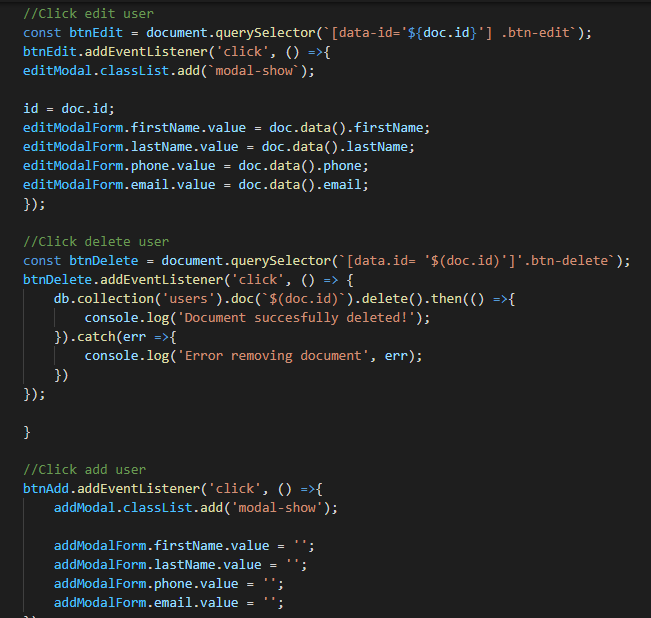 //Click edit user
const btnEdit = document.querySelector(`[data-id='${doc.id}'] .btn-edit`);
btnEdit.addEventListener('click', () =>{
editModal.classList.add(`modal-show`);
id = doc.id;
editModalForm.firstName.value = doc.data().firstName;
editModalForm.lastName.value = doc.data().lastName;
editModalForm.phone.value = doc.data().phone;
editModalForm.email.value = doc.data().email;
});
//Click delete user
const btnDelete = document.querySelector(`[data.id= '$(doc.id)']'.btn-delete`);
btnDelete.addEventListener('click', () => {
db.collection('users').doc(`$(doc.id)`).delete().then(() =>{
console.log('Document succesfully deleted!');
}).catch(err =>{
console.log('Error removing document', err);
})
});
}
//Click add user
btnAdd.addEventListener('click', () =>{
addModal.classList.add('modal-show');
addModalForm.firstName.value = '';
addModalForm.lastName.value = '';
addModalForm.phone.value = '';
addModalForm.email.value = '';